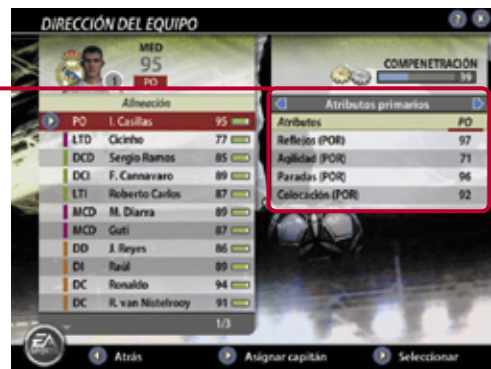 DIRECCIÓN DEL EQUIPO
MED
95
1
PO
COMPENETRACIÓN
39
Alineación
PO I. Casillas 95
LTD Cicinho 77
DCD Sergio Ramos 85
DCI F. Cannavaro 89
LTI Roberto Carlos 87
MCD M. Diarra 89
MCD Guti 87
DD J. Reyes 86
DI Raúl 89
DC Ronaldo 94
DC R. van Nistelrooy 91
1/3
Atributos primarios
Atributos PO
Reflejos (POR) 97
Agilidad (POR) 71
Paradas (POR) 96
Colocación (POR) 92
EA
Atrás
Asignar capitán
Seleccionar